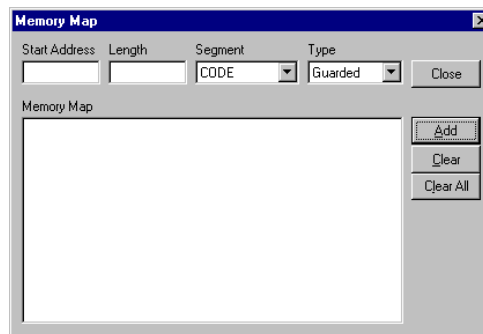 Memory Map
Start Address Length Segment Type
CODE Guarded Close
Memory Map
Add
Clear
Clear All